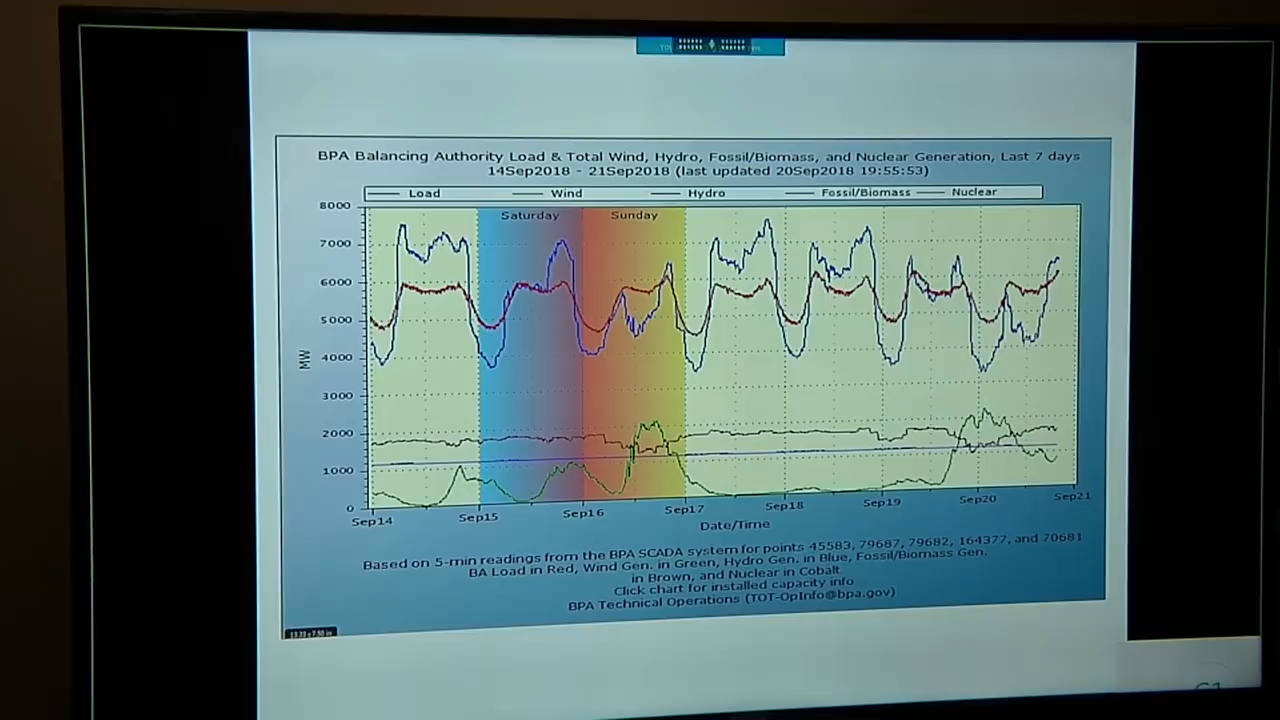 BPA Balancing Authority Load & Total Wind, Hydro, Fossil/Biomass, and Nuclear Generation, Last 7 days
14Sep2018 - 21Sep2018 (last updated 20Sep2018 19:55:53)
Load Wind Hydro Fossil/Biomass Nuclear
8000
Saturday Sunday
7000
6000
5000
4000
MW
3000
2000
1000
0
Sep14 Sep15 Sep16 Sep17 Sep18 Sep19 Sep20 Sep21
Date/Time
Based on 5-min readings from the BPA SCADA system for points 45583, 79687, 79682, 164377, and 70681
BA Load in Red, Wind Gen. in Green, Hydro Gen. in Blue, Fossil/Biomass Gen.
in Brown, and Nuclear in Cobalt
Click chart for installed capacity info
BPA Technical Operations (TOT-OpInfo@bpa.gov)
13.33 x 7.50 in